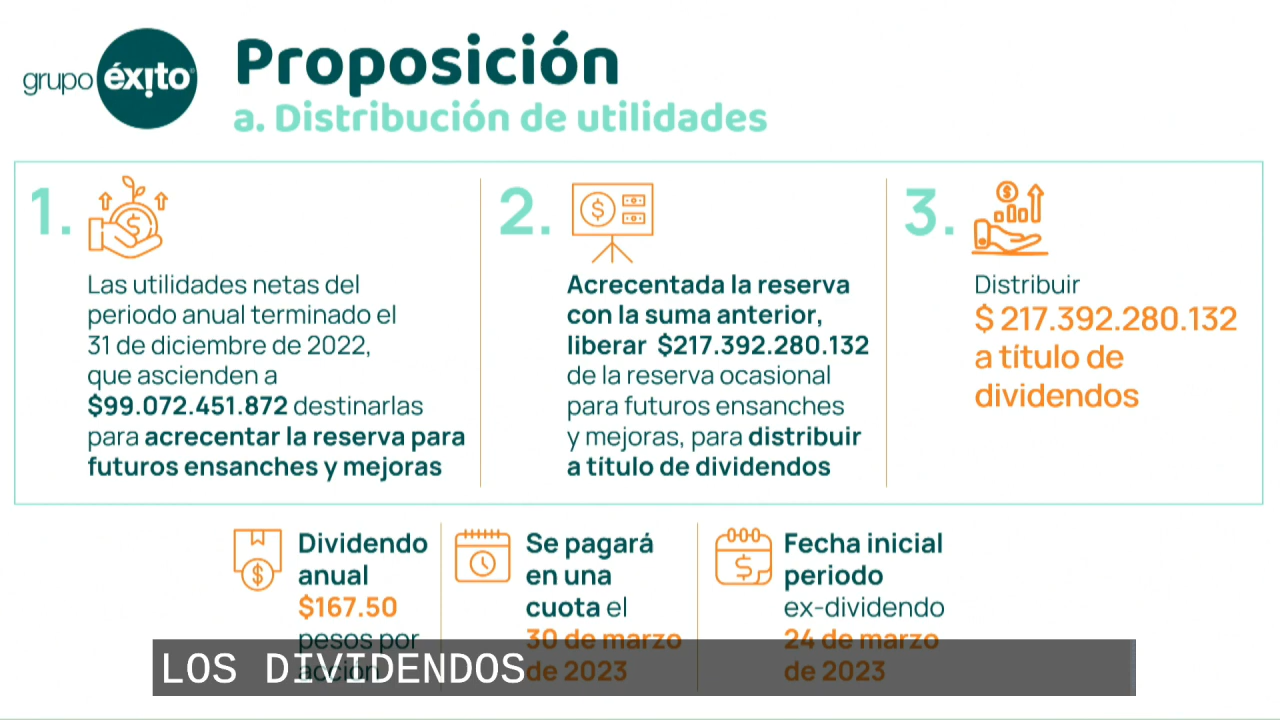 grupo éxito
Proposición
a. Distribución de utilidades
1.
Las utilidades netas del
periodo anual terminado el
31 de diciembre de 2022,
que ascienden a
$99.072.451.872 destinarlas
para acrecentar la reserva para
futuros ensanches y mejoras
2.
Acrecentada la reserva
con la suma anterior,
liberar $217.392.280.132
de la reserva ocasional
para futuros ensanches
y mejoras, para distribuir
a título de dividendos
3.
Distribuir
$ 217.392.280.132
a título de
dividendos
Dividendo
anual
$167.50
pesos por
acción
Se pagará
en una
cuota el
30 de marzo
de 2023
Fecha inicial
periodo
ex-dividendo
24 de marzo
de 2023
LOS DIVIDENDOS